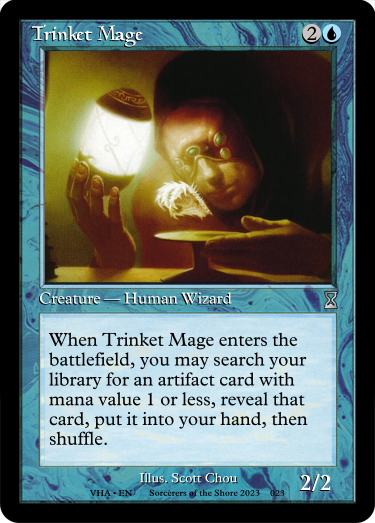 Trinket Mage 2
Creature — Human Wizard
When Trinket Mage enters the
battlefield, you may search your
library for an artifact card with
mana value 1 or less, reveal that
card, put it into your hand, then
shuffle.
Illus. Scott Chou
2/2
VHA • EN Sorcerers of the Shore 2023 023